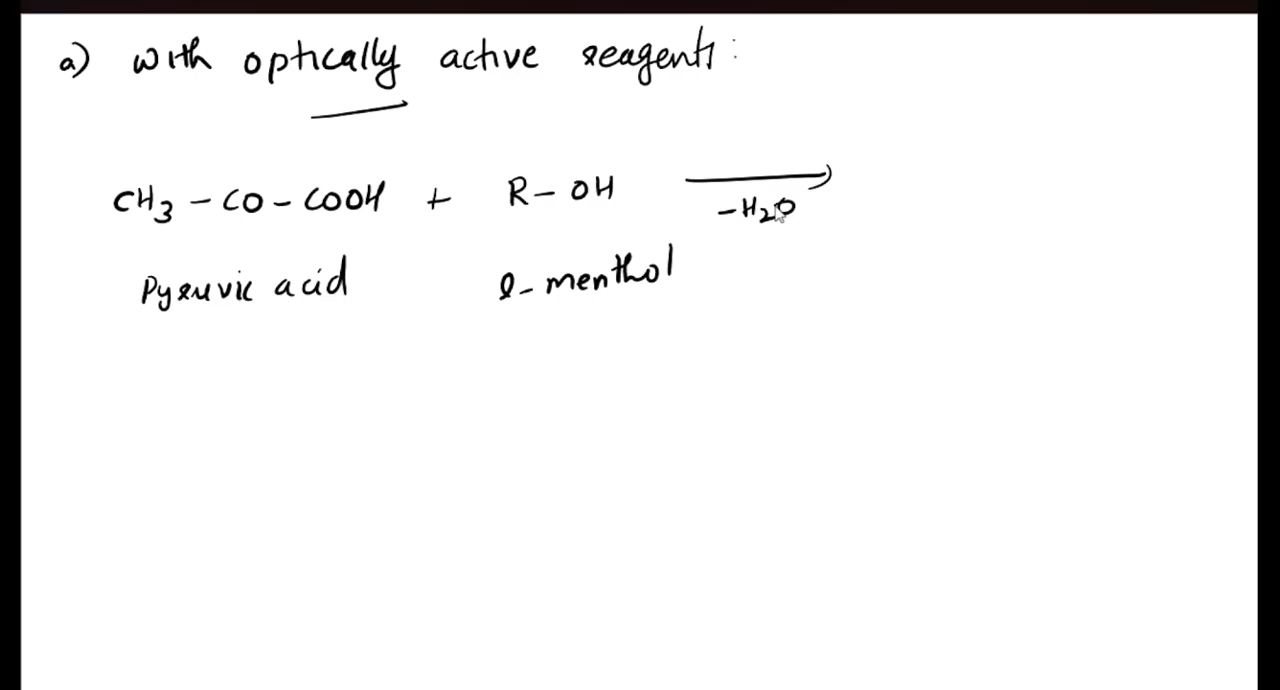 a) with optically active reagents:
CH₃ – CO – COOH + R – OH ⟶ –H₂O
Pyruvic acid l- menthol